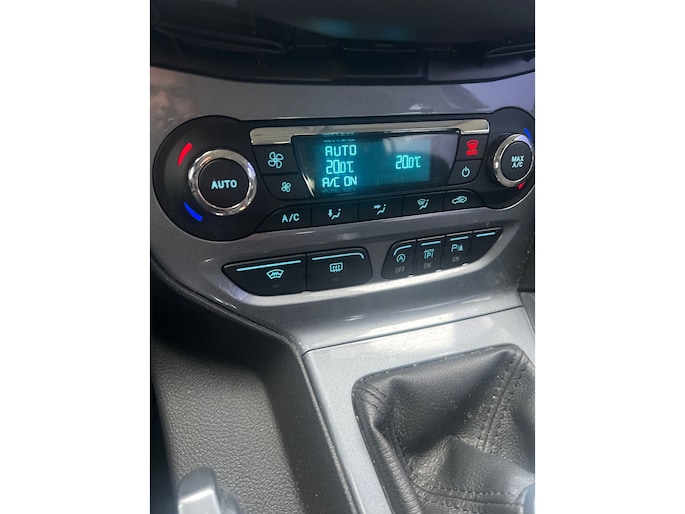 AUTO
AUTO
20.0°C 20.0°C
A/C ON
MAX A/C
A/C
OFF
ON
ON